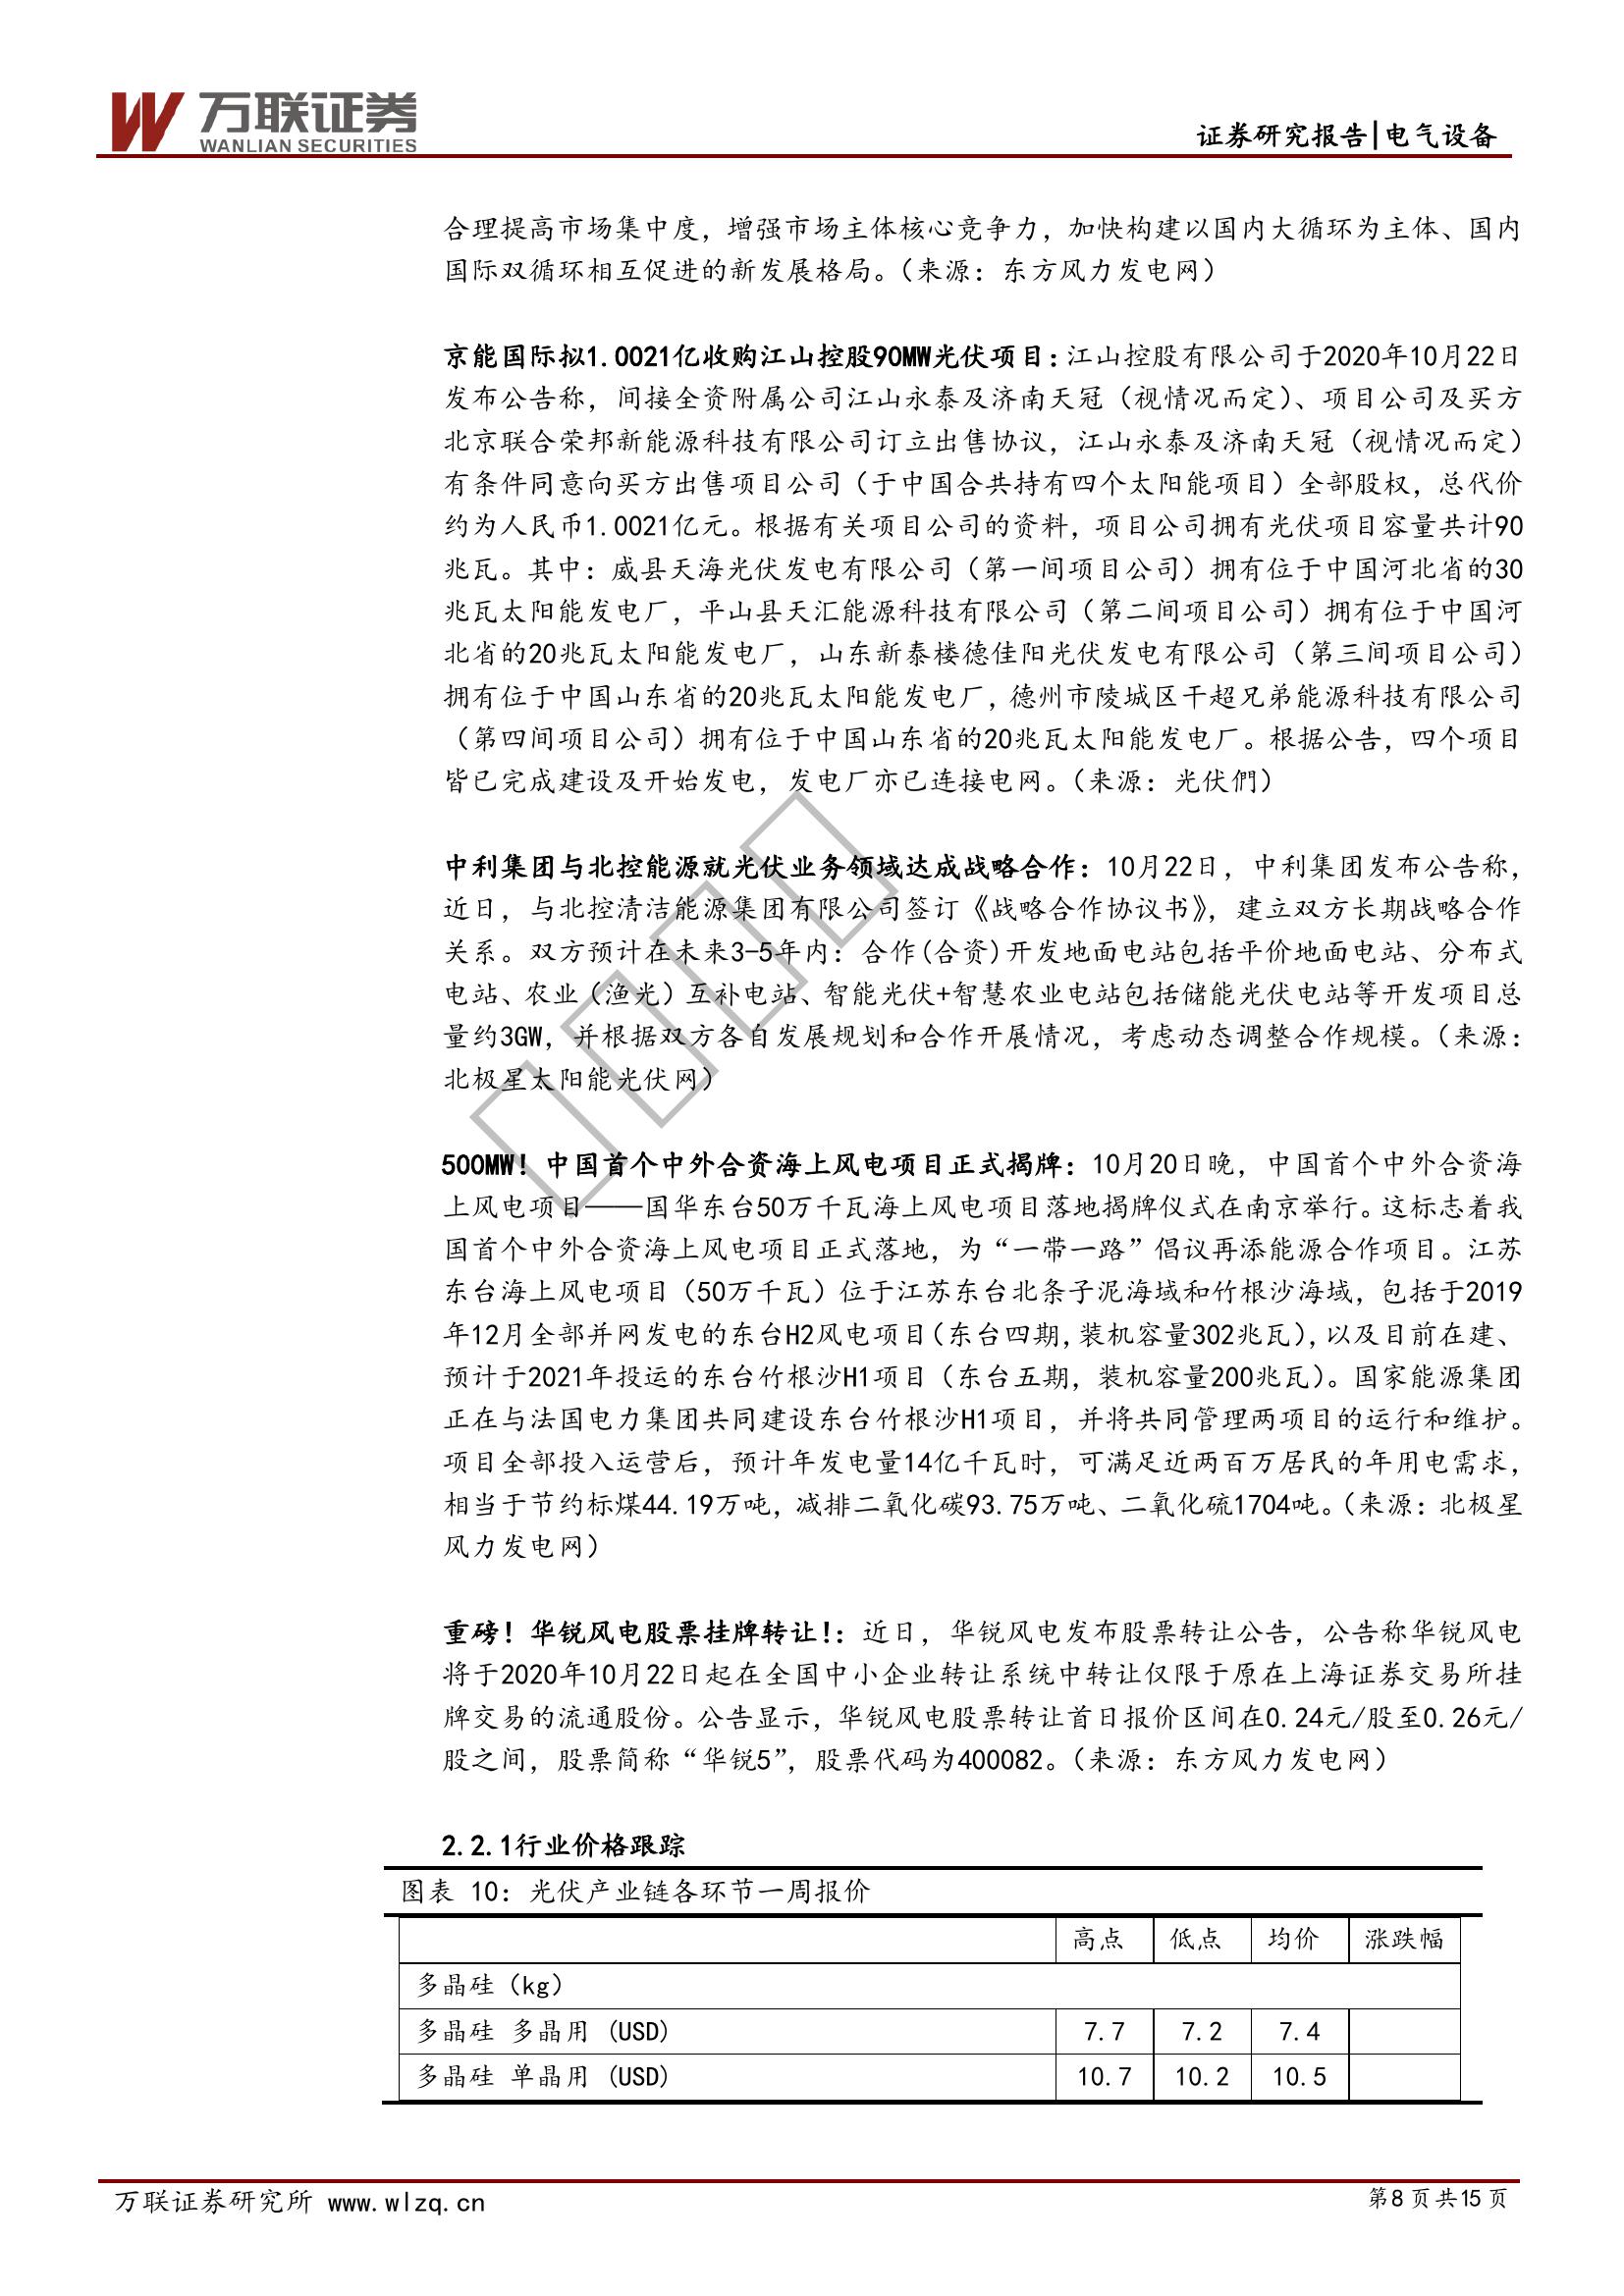 万联证券
WANLIAN SECURITIES
证券研究报告|电气设备
合理提高市场集中度，增强市场主体核心竞争力，加快构建以国内大循环为主体、国内
国际双循环相互促进的新发展格局。（来源：东方风力发电网）
京能国际拟1.0021亿收购江山控股90MW光伏项目：江山控股有限公司于2020年10月22日
发布公告称，间接全资附属公司江山永泰及济南天冠（视情况而定）、项目公司及买方
北京联合荣邦新能源科技有限公司订立出售协议，江山永泰及济南天冠（视情况而定）
有条件同意向买方出售项目公司（于中国合共持有四个太阳能项目）全部股权，总代价
约为人民币1.0021亿元。根据有关项目公司的资料，项目公司拥有光伏项目容量共计90
兆瓦。其中：威县天海光伏发电有限公司（第一间项目公司）拥有位于中国河北省的30
兆瓦太阳能发电厂，平山县天汇能源科技有限公司（第二间项目公司）拥有位于中国河
北省的20兆瓦太阳能发电厂，山东新泰楼德佳阳光伏发电有限公司（第三间项目公司）
拥有位于中国山东省的20兆瓦太阳能发电厂，德州市陵城区干超兄弟能源科技有限公司
（第四间项目公司）拥有位于中国山东省的20兆瓦太阳能发电厂。根据公告，四个项目
皆已完成建设及开始发电，发电厂亦已连接电网。（来源：光伏們）
中利集团与北控能源就光伏业务领域达成战略合作：10月22日，中利集团发布公告称，
近日，与北控清洁能源集团有限公司签订《战略合作协议书》，建立双方长期战略合作
关系。双方预计在未来3-5年内：合作(合资)开发地面电站包括平价地面电站、分布式
电站、农业（渔光）互补电站、智能光伏+智慧农业电站包括储能光伏电站等开发项目总
量约3GW，并根据双方各自发展规划和合作开展情况，考虑动态调整合作规模。（来源：
北极星太阳能光伏网）
500MW！中国首个中外合资海上风电项目正式揭牌：10月20日晚，中国首个中外合资海
上风电项目——国华东台50万千瓦海上风电项目落地揭牌仪式在南京举行。这标志着我
国首个中外合资海上风电项目正式落地，为“一带一路”倡议再添能源合作项目。江苏
东台海上风电项目（50万千瓦）位于江苏东台北条子泥海域和竹根沙海域，包括于2019
年12月全部并网发电的东台H2风电项目（东台四期，装机容量302兆瓦），以及目前在建、
预计于2021年投运的东台竹根沙H1项目（东台五期，装机容量200兆瓦）。国家能源集团
正在与法国电力集团共同建设东台竹根沙H1项目，并将共同管理两项目的运行和维护。
项目全部投入运营后，预计年发电量14亿千瓦时，可满足近两百万居民的年用电需求，
相当于节约标煤44.19万吨，减排二氧化碳93.75万吨、二氧化硫1704吨。（来源：北极星
风力发电网）
重磅！华锐风电股票挂牌转让！：近日，华锐风电发布股票转让公告，公告称华锐风电
将于2020年10月22日起在全国中小企业转让系统中转让仅限于原在上海证券交易所挂
牌交易的流通股份。公告显示，华锐风电股票转让首日报价区间在0.24元/股至0.26元/
股之间，股票简称“华锐5”，股票代码为400082。（来源：东方风力发电网）
2.2.1行业价格跟踪
图表 10：光伏产业链各环节一周报价
高点 低点 均价 涨跌幅
多晶硅（kg）
多晶硅 多晶用 (USD) 7.7 7.2 7.4
多晶硅 单晶用 (USD) 10.7 10.2 10.5
万联证券研究所 www.wlzq.cn
第8页共15页